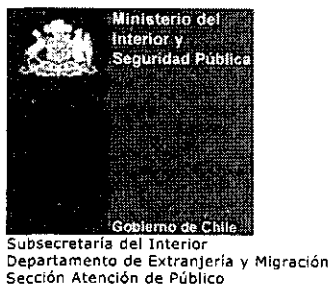 Ministerio del
Interior y
Seguridad Pública
Gobierno de Chile
Subsecretaría del Interior
Departamento de Extranjería y Migración
Sección Atención de Público